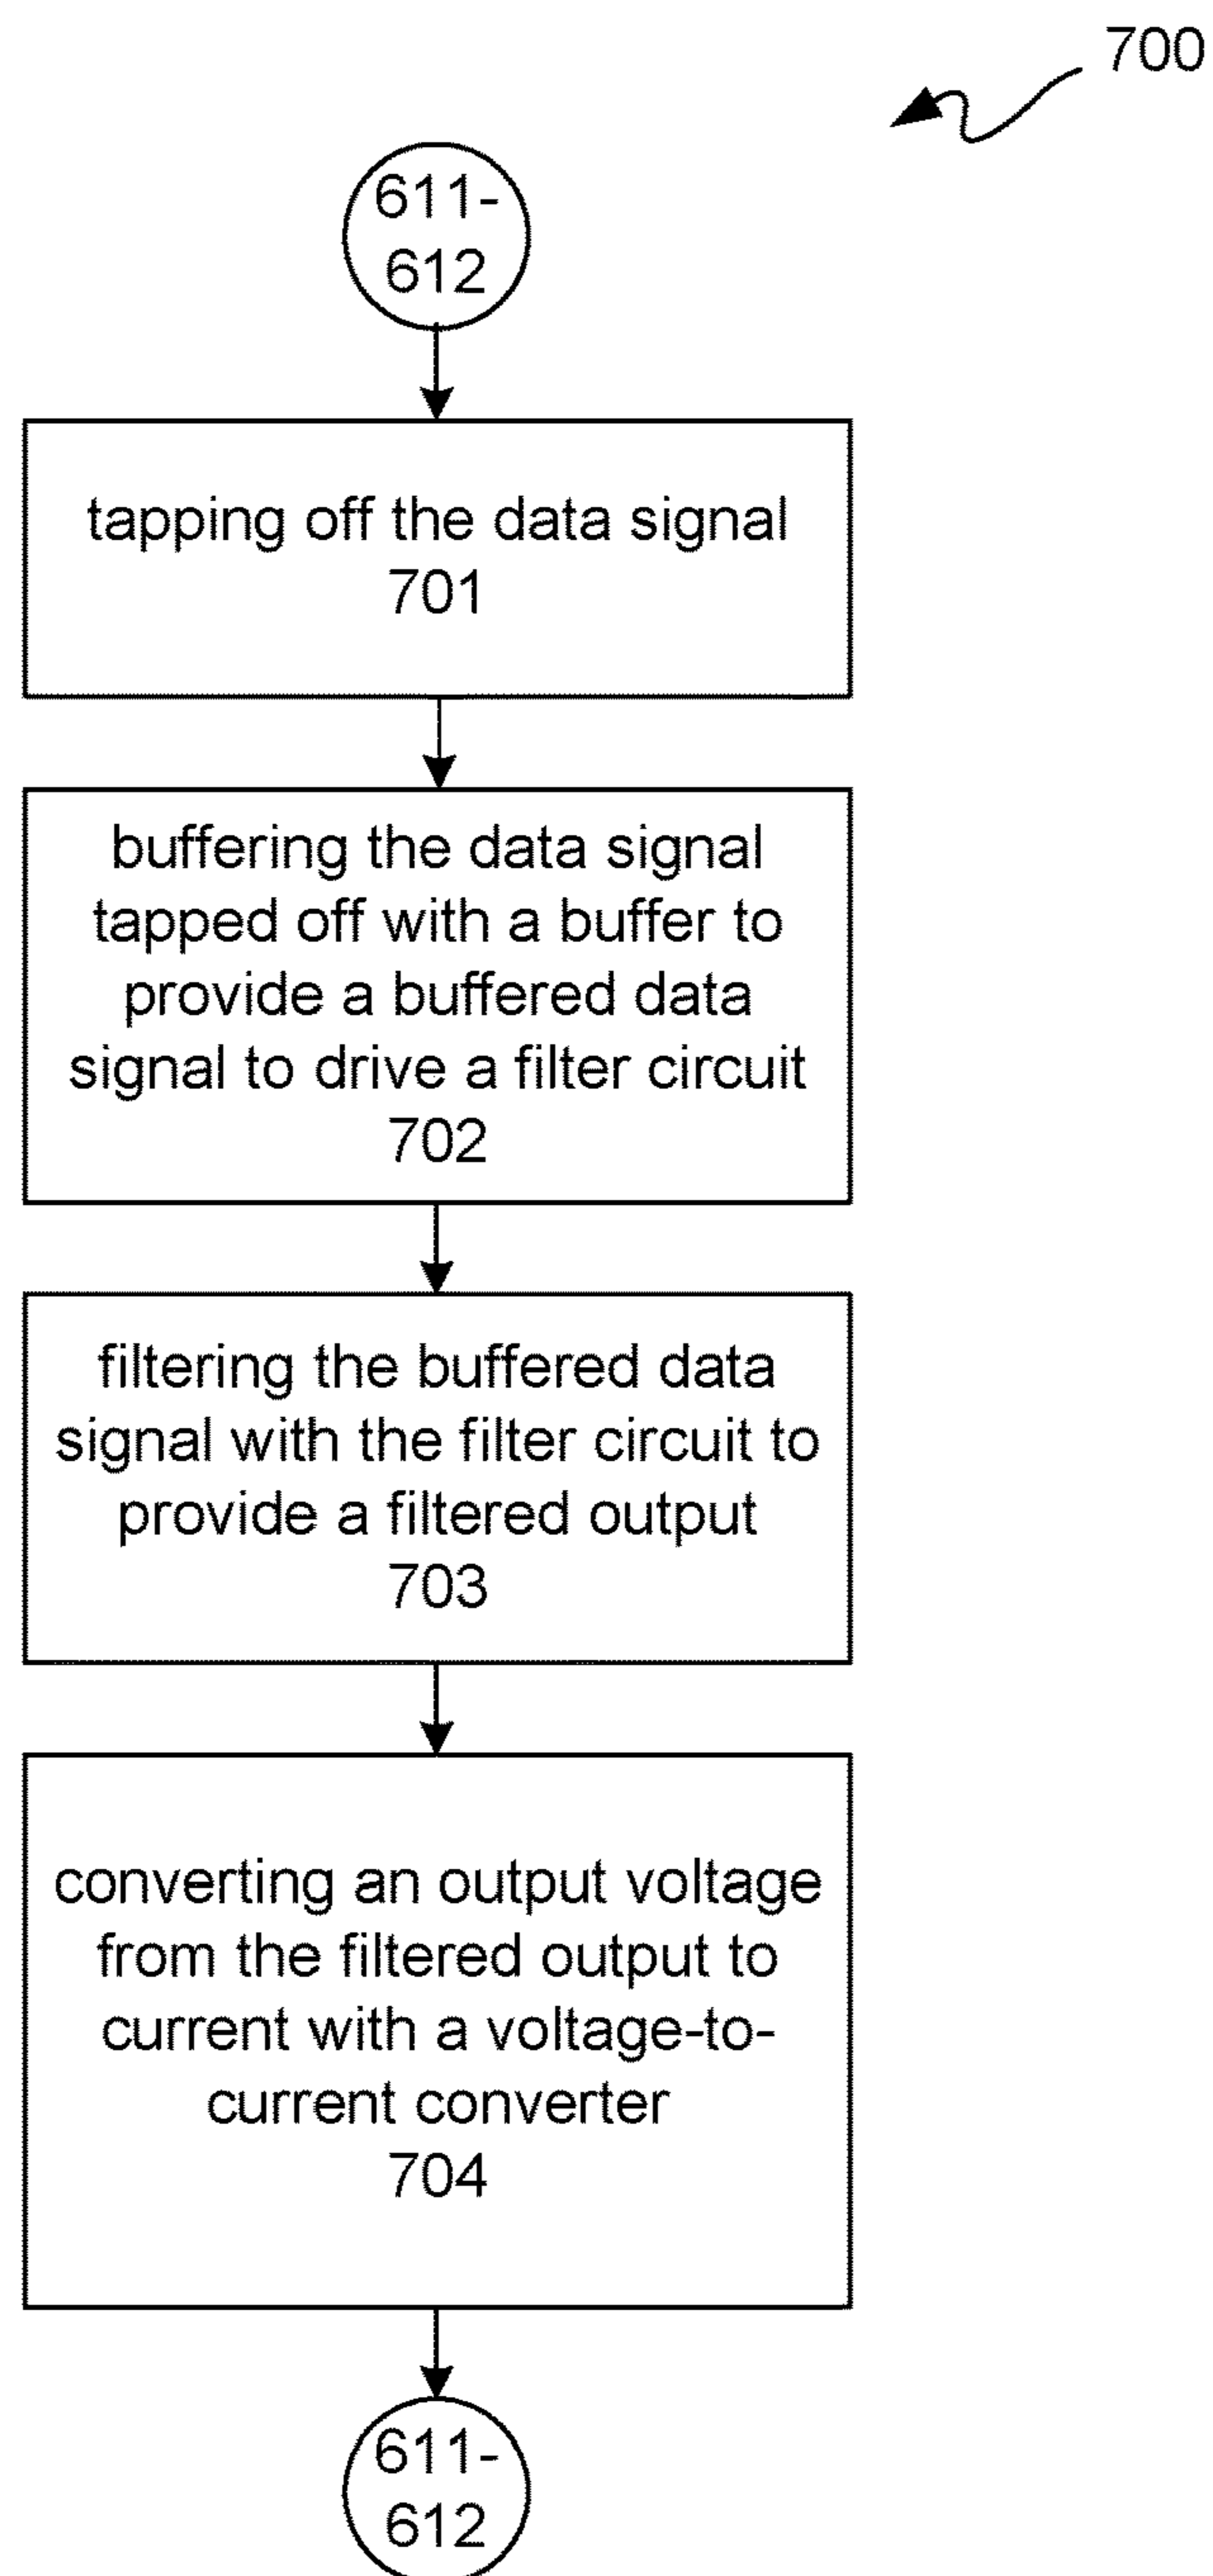 700
611-
612
tapping off the data signal
701
buffering the data signal
tapped off with a buffer to
provide a buffered data
signal to drive a filter circuit
702
filtering the buffered data
signal with the filter circuit to
provide a filtered output
703
converting an output voltage
from the filtered output to
current with a voltage-to-
current converter
704
611-
612